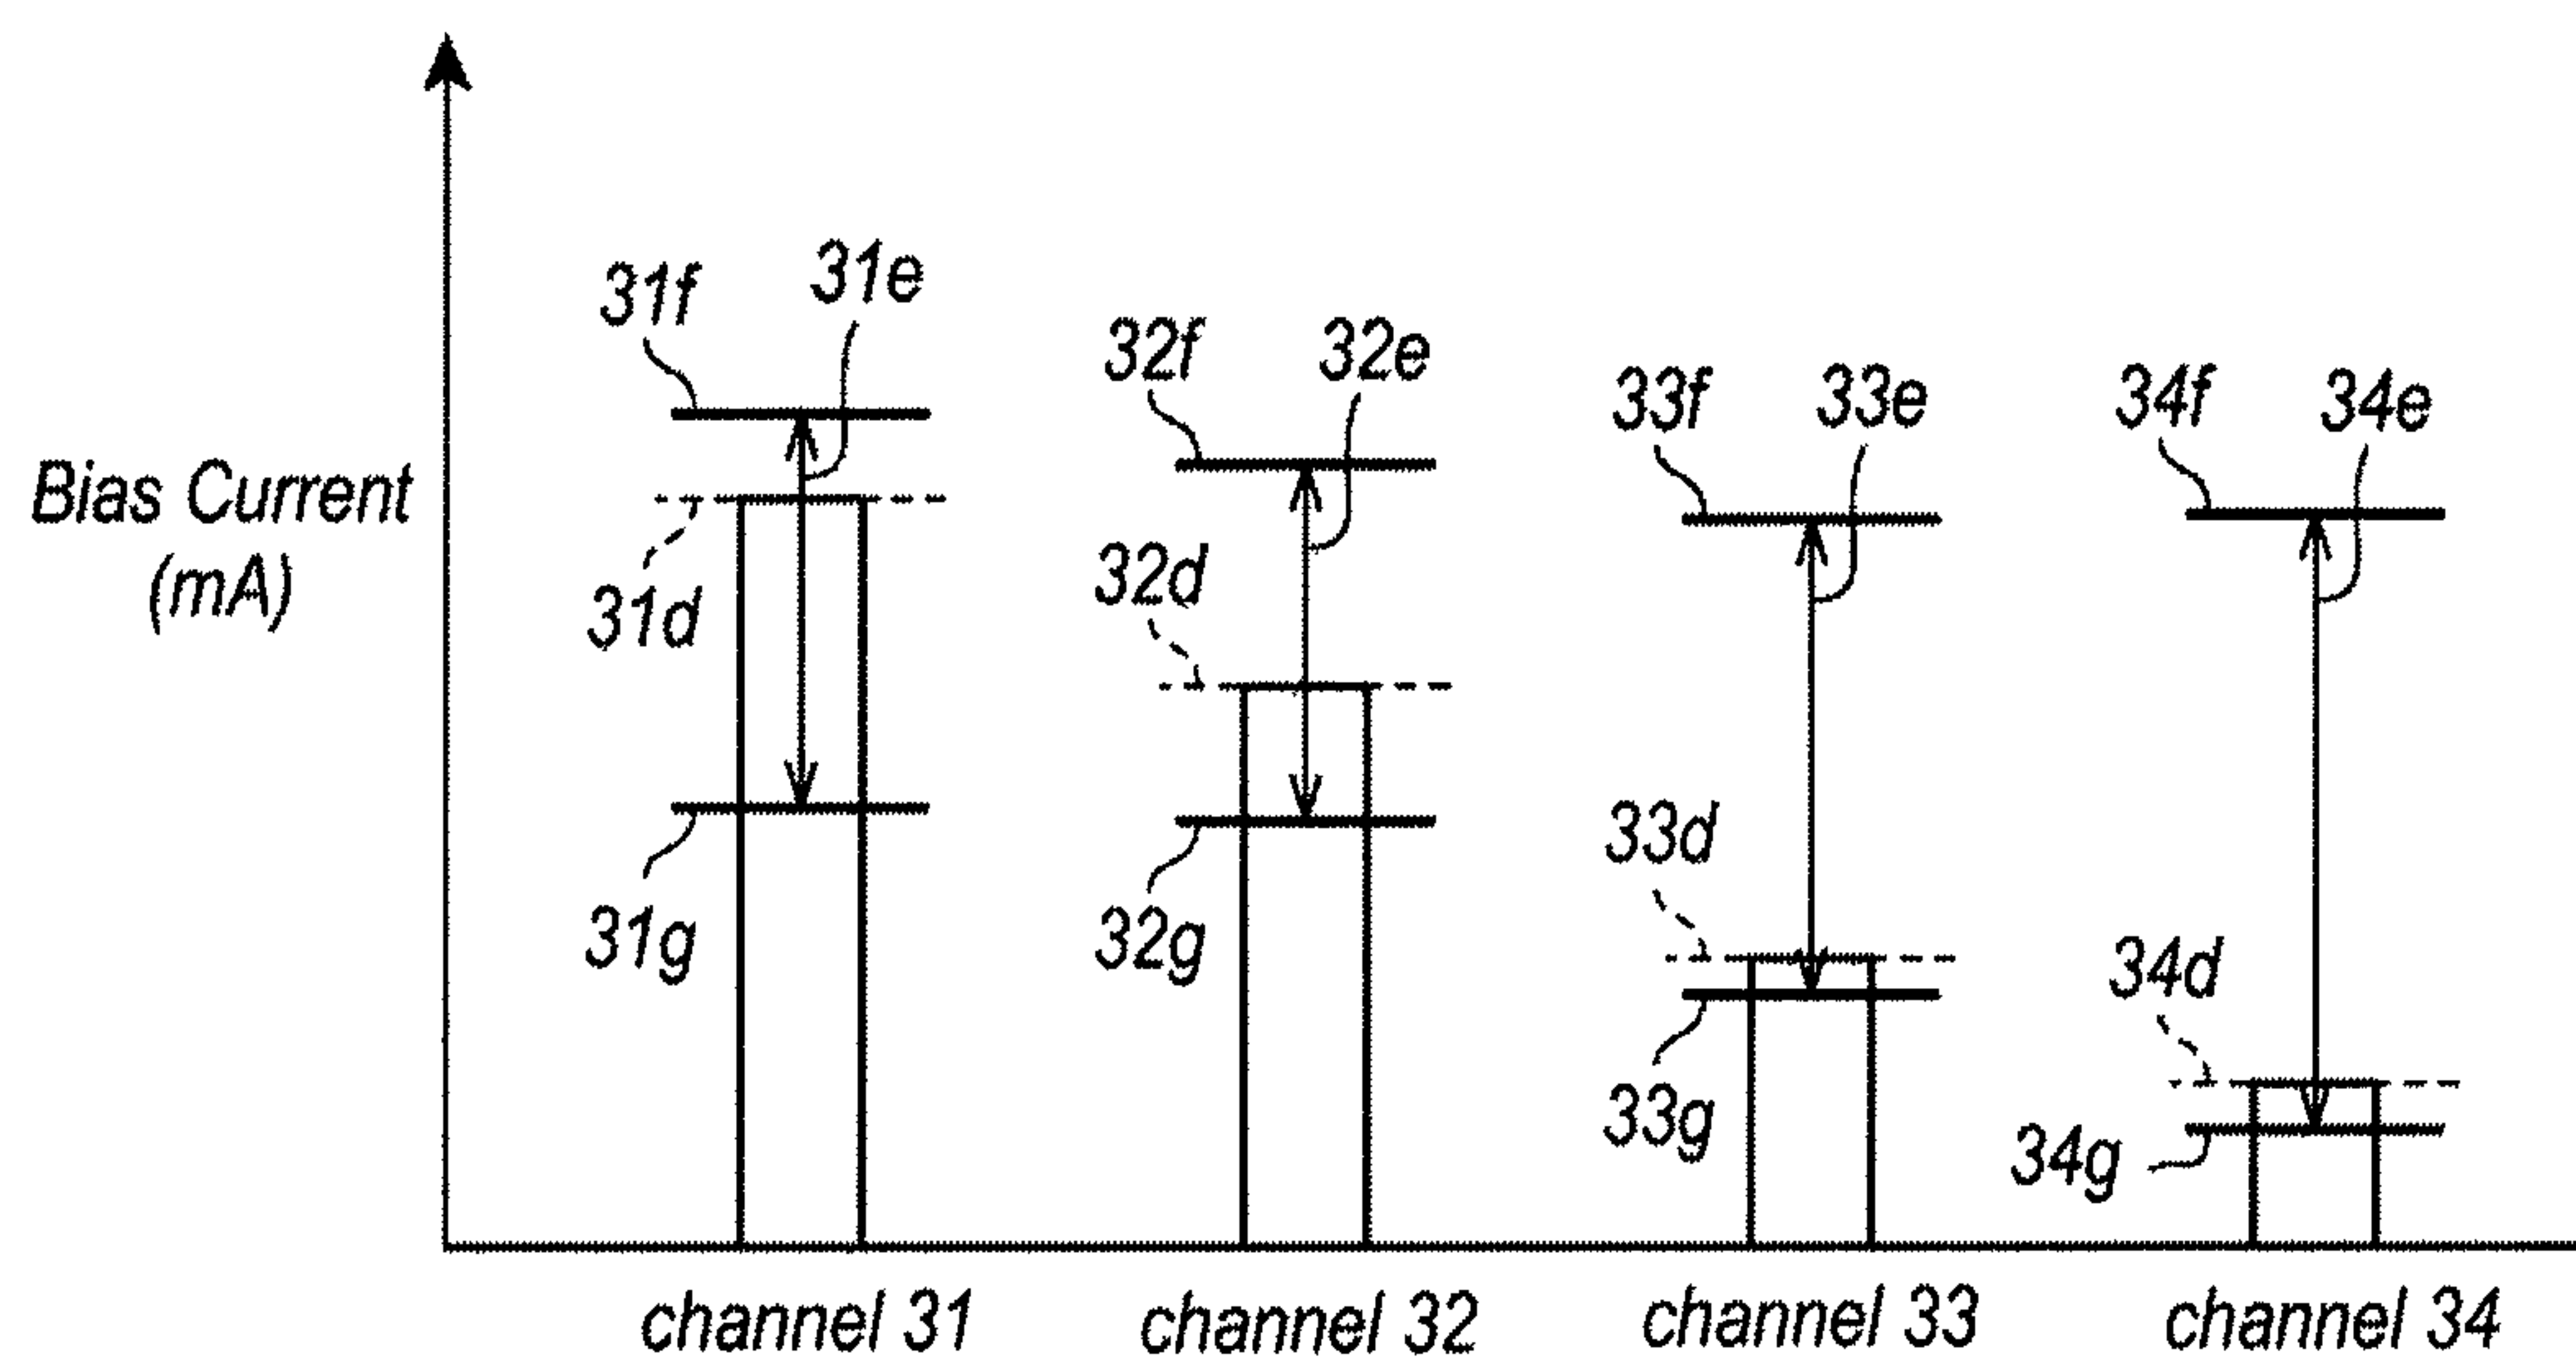 31f
31e
32f
32e
33f
33e
34f
34e
Bias Current
(mA)
31d
32d
33d
34d
31g
32g
33g
34g
channel 31
channel 32
channel 33
channel 34